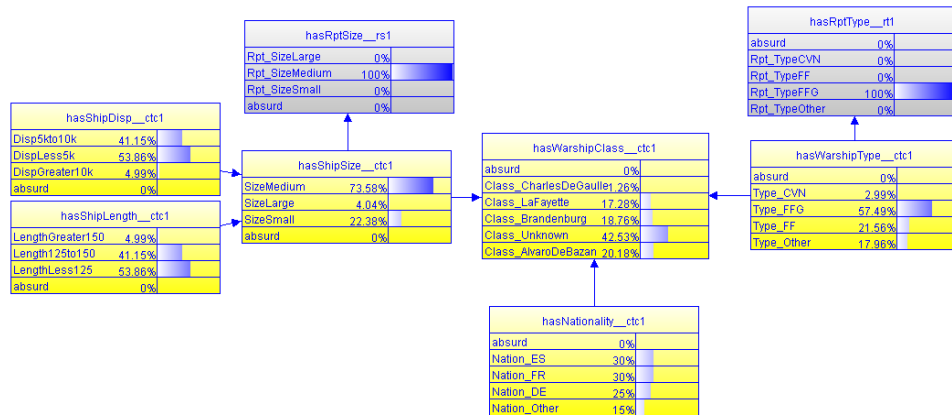 hasRptSize__rs1
Rpt_SizeLarge 0%
Rpt_SizeMedium 100%
Rpt_SizeSmall 0%
absurd 0%
hasRptType__rt1
absurd 0%
Rpt_TypeCVN 0%
Rpt_TypeFF 0%
Rpt_TypeFFG 100%
Rpt_TypeOther 0%
hasShipDisp__ctc1
Disp5kto10k 41.15%
DispLess5k 53.86%
DispGreater10k 4.99%
absurd 0%
hasShipSize__ctc1
SizeMedium 73.58%
SizeLarge 4.04%
SizeSmall 22.38%
absurd 0%
hasWarshipClass__ctc1
absurd 0%
Class_CharlesDeGaulle 1.26%
Class_LaFayette 17.28%
Class_Brandenburg 18.76%
Class_Unknown 42.53%
Class_AlvaroDeBazan 20.18%
hasWarshipType__ctc1
absurd 0%
Type_CVN 2.99%
Type_FFG 57.49%
Type_FF 21.56%
Type_Other 17.96%
hasShipLength__ctc1
LengthGreater150 4.99%
Length125to150 41.15%
LengthLess125 53.86%
absurd 0%
hasNationality__ctc1
absurd 0%
Nation_ES 30%
Nation_FR 30%
Nation_DE 25%
Nation_Other 15%